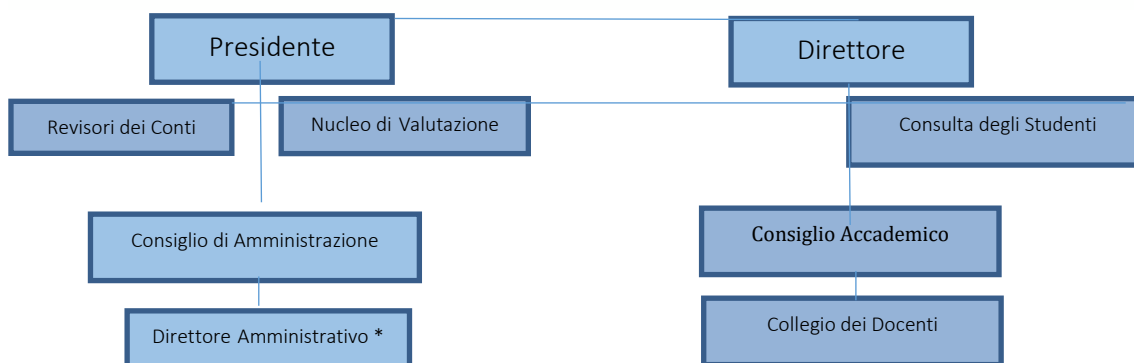 Presidente
Direttore
Revisori dei Conti
Nucleo di Valutazione
Consulta degli Studenti
Consiglio di Amministrazione
Consiglio Accademico
Direttore Amministrativo *
Collegio dei Docenti